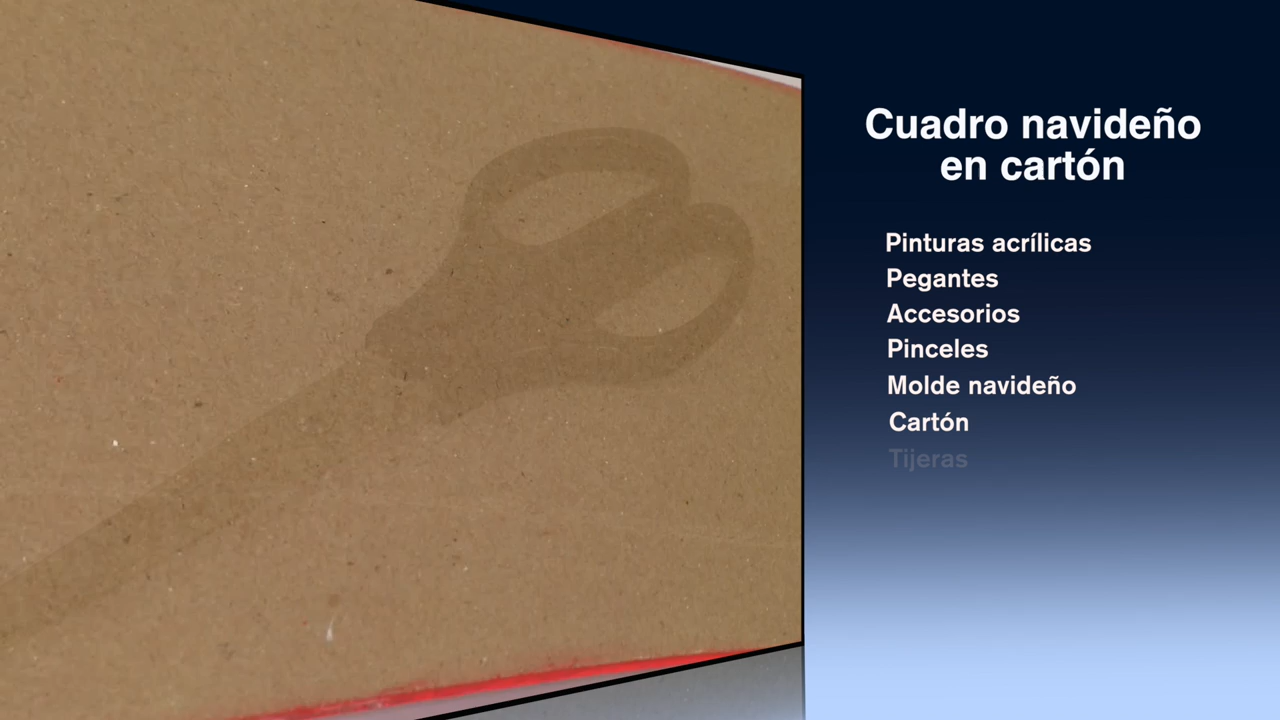 Cuadro navideño
en cartón
Pinturas acrílicas
Pegantes
Accesorios
Pinceles
Molde navideño
Cartón
Tijeras